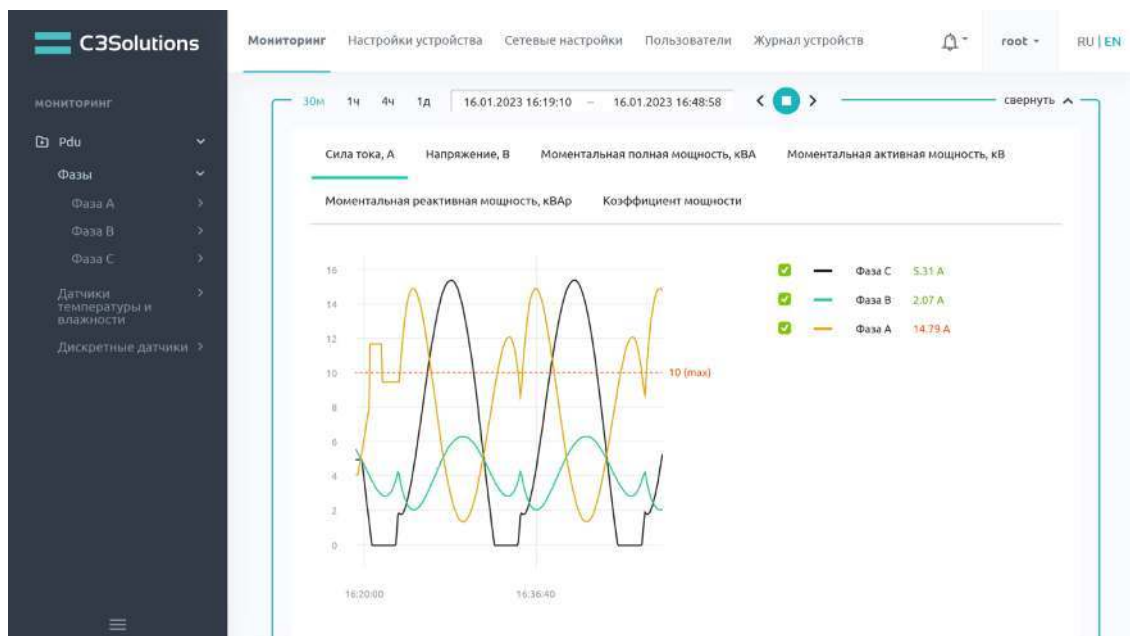 C3Solutions
Мониторинг Настройки устройства Сетевые настройки Пользователи Журнал устройств root RU | EN
МОНИТОРИНГ
Pdu
Фазы
Фаза A
Фаза B
Фаза C
Датчики
температуры и
влажности
Дискретные датчики
30м 1ч 4ч 1д 16.01.2023 16:19:10 – 16.01.2023 16:48:58 свернуть
Сила тока, А Напряжение, В Моментальная полная мощность, кВА Моментальная активная мощность, кВ
Моментальная реактивная мощность, кВАр Коэффициент мощности
16
14
12
10
8
6
4
2
0
10 (max)
16:20:00 16:36:40
Фаза C 5.31 A
Фаза B 2.07 A
Фаза A 14.79 A